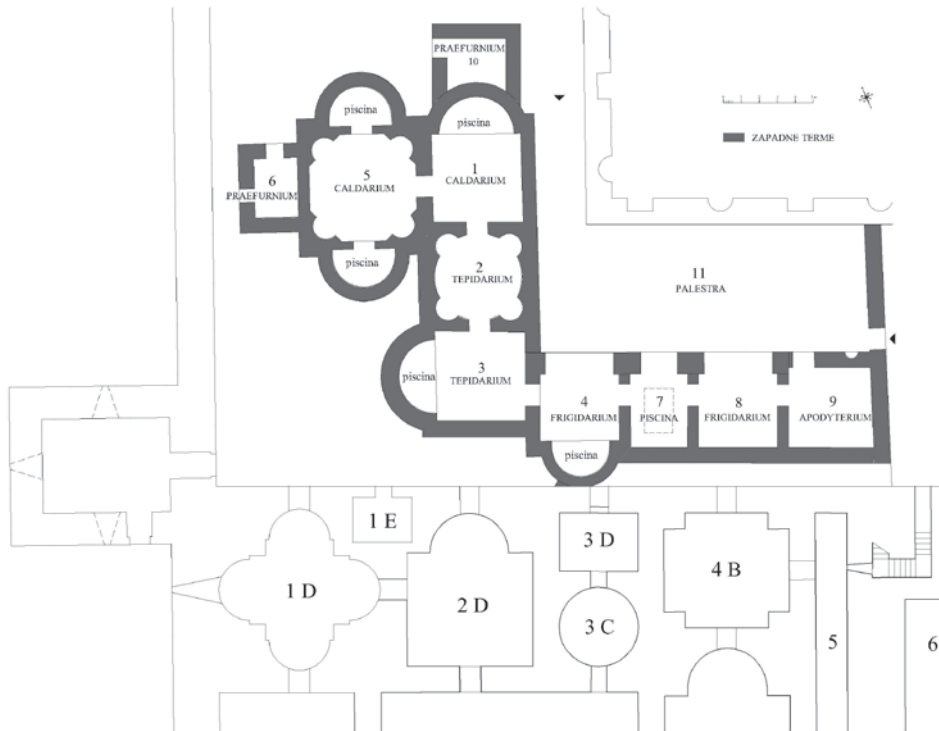 PRAEFURNIUM
10
piscina
piscina
ZAPADNE TERME
1
CALDARIUM
5
CALDARIUM
6
PRAEFURNIUM
piscina
2
TEPIDARIUM
11
PALESTRA
3
TEPIDARIUM
piscina
4
FRIGIDARIUM
7
PISCINA
8
FRIGIDARIUM
9
APODYTERIUM
piscina
1 E
3 D
4 B
1 D
2 D
3 C
5
6